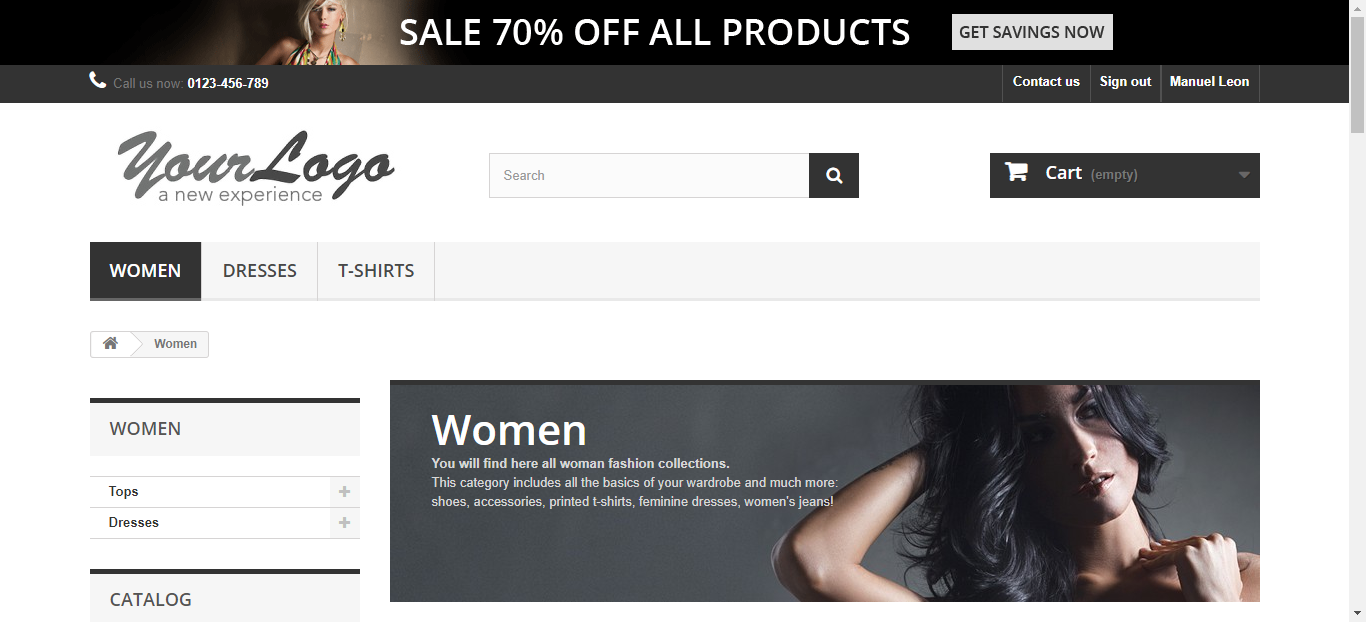 SALE 70% OFF ALL PRODUCTS GET SAVINGS NOW
Call us now: 0123-456-789 Contact us Sign out Manuel Leon
YourLogo
a new experience
Search
Cart (empty)
WOMEN DRESSES T-SHIRTS
Women
WOMEN
Tops
Dresses
CATALOG
Women
You will find here all woman fashion collections.
This category includes all the basics of your wardrobe and much more:
shoes, accessories, printed t-shirts, feminine dresses, women's jeans!